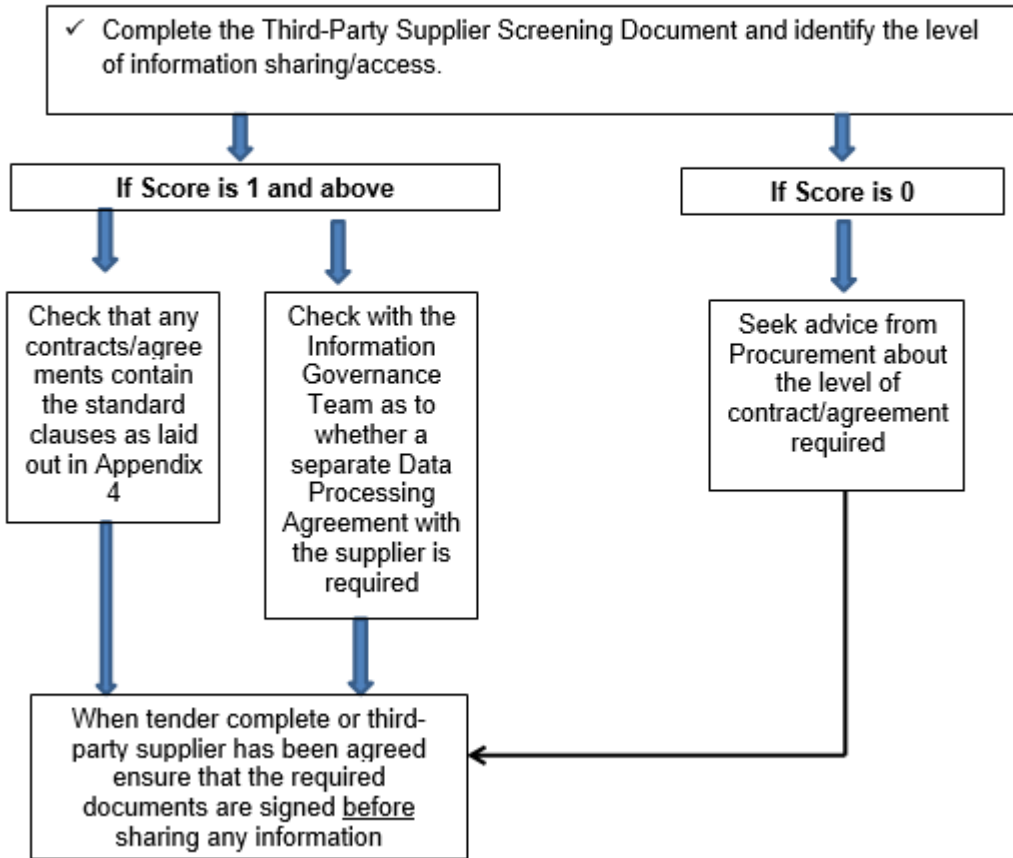 ✓ Complete the Third-Party Supplier Screening Document and identify the level
of information sharing/access.
If Score is 1 and above
If Score is 0
Check that any
contracts/agree
ments contain
the standard
clauses as laid
out in Appendix
4
Check with the
Information
Governance
Team as to
whether a
separate Data
Processing
Agreement with
the supplier is
required
Seek advice from
Procurement about
the level of
contract/agreement
required
When tender complete or third-
party supplier has been agreed
ensure that the required
documents are signed before
sharing any information